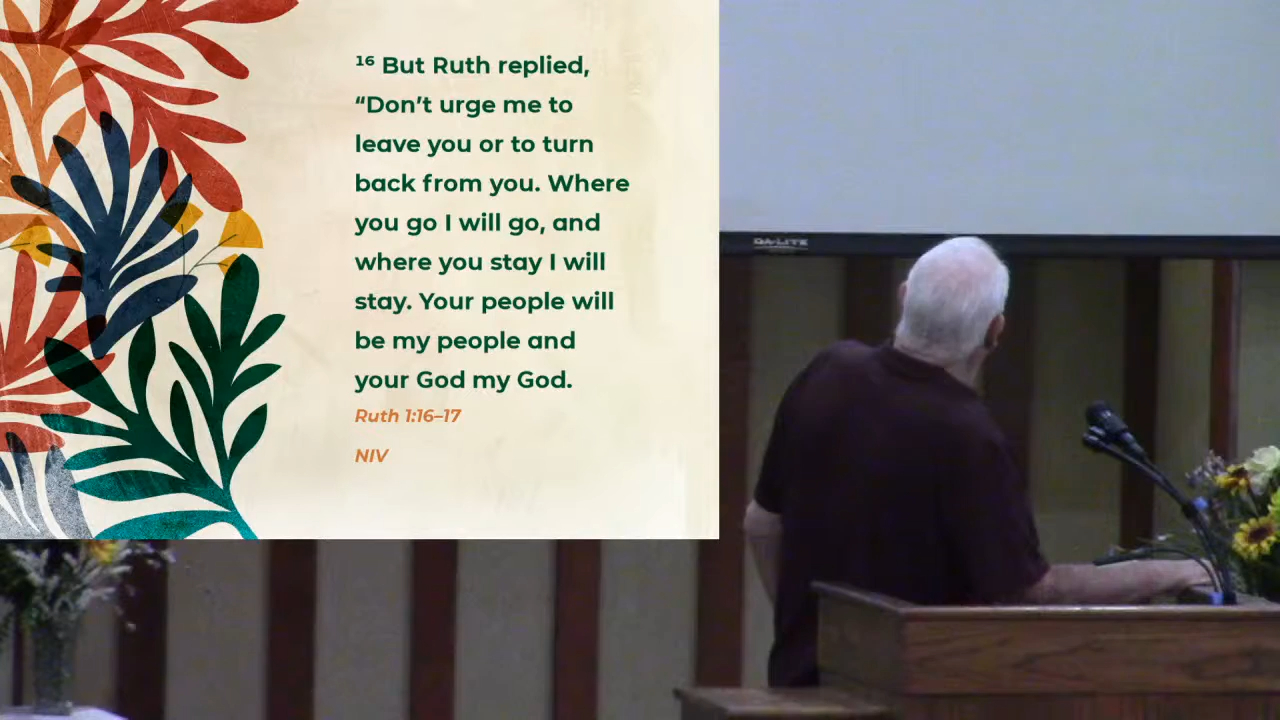 ¹⁶ But Ruth replied,
“Don’t urge me to
leave you or to turn
back from you. Where
you go I will go, and
where you stay I will
stay. Your people will
be my people and
your God my God.
Ruth 1:16–17
NIV
DA-LITE